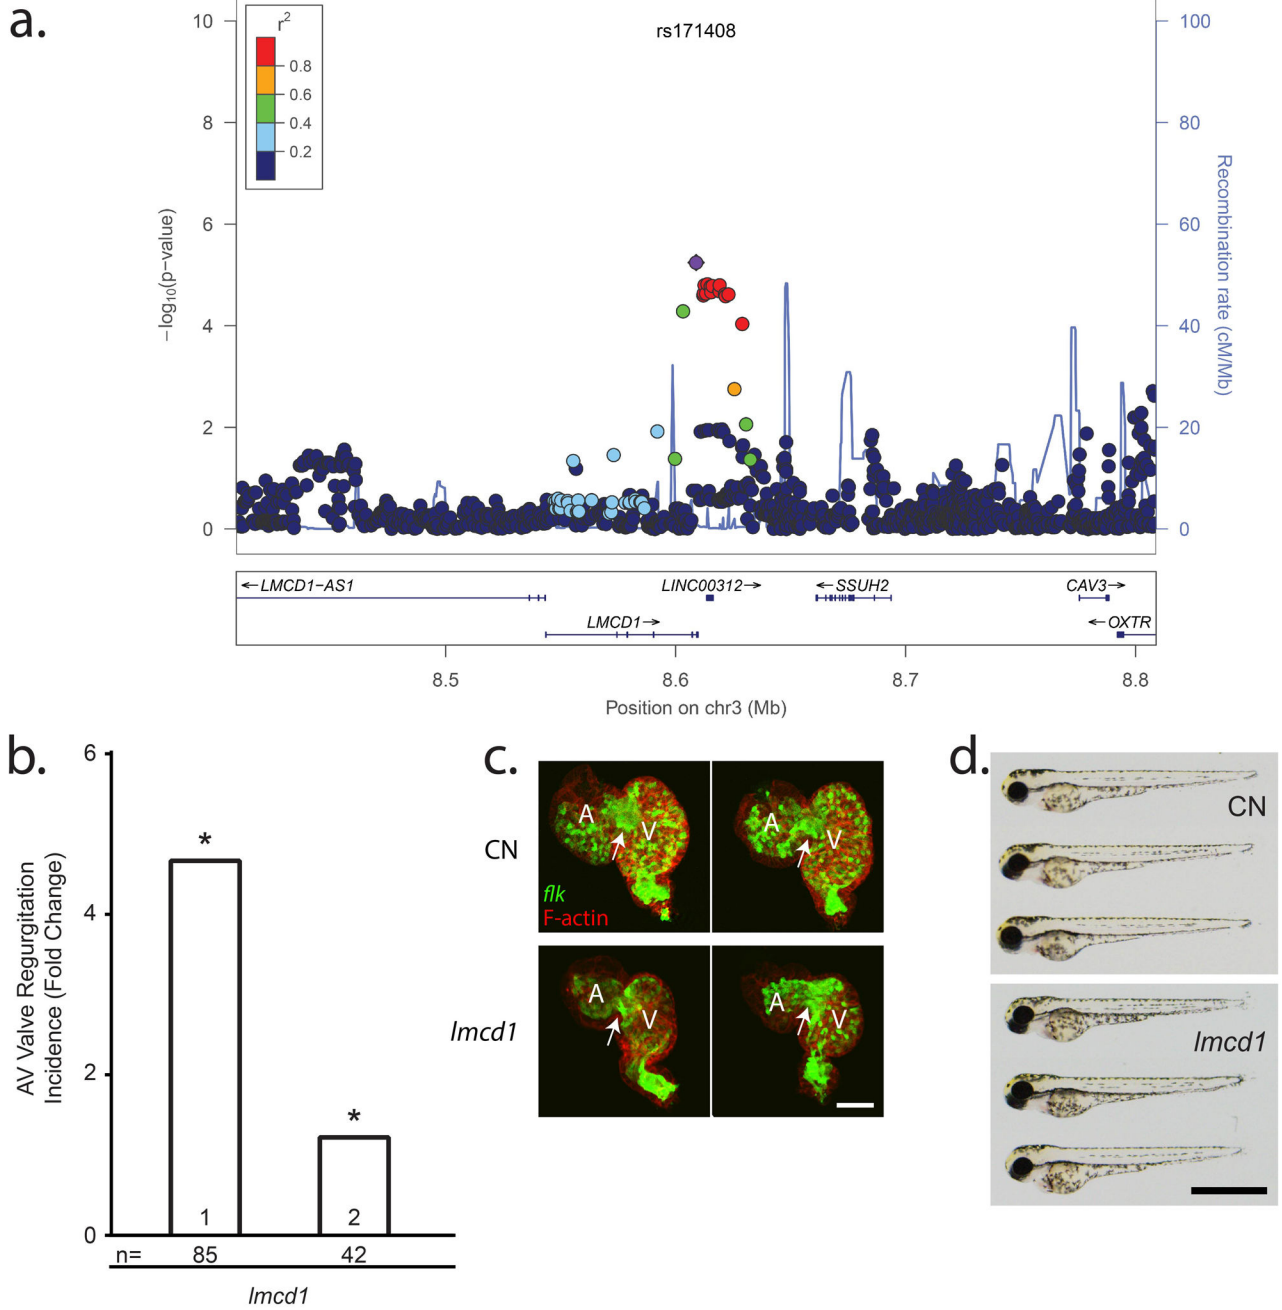 a.
rs171408
r²
0.8
0.6
0.4
0.2
10
8
6
4
2
0
−log₁₀(p−value)
100
80
60
40
20
0
Recombination rate (cM/Mb)
←LMCD1−AS1
LINC00312→
←SSUH2
CAV3→
LMCD1→
←OXTR
8.5
8.6
8.7
8.8
Position on chr3 (Mb)
b.
6
4
2
0
AV Valve Regurgitation
Incidence (Fold Change)
*
*
1
2
n=
85
42
lmcd1
c.
CN
A
V
A
V
flk
F-actin
lmcd1
A
V
A
V
d.
CN
lmcd1